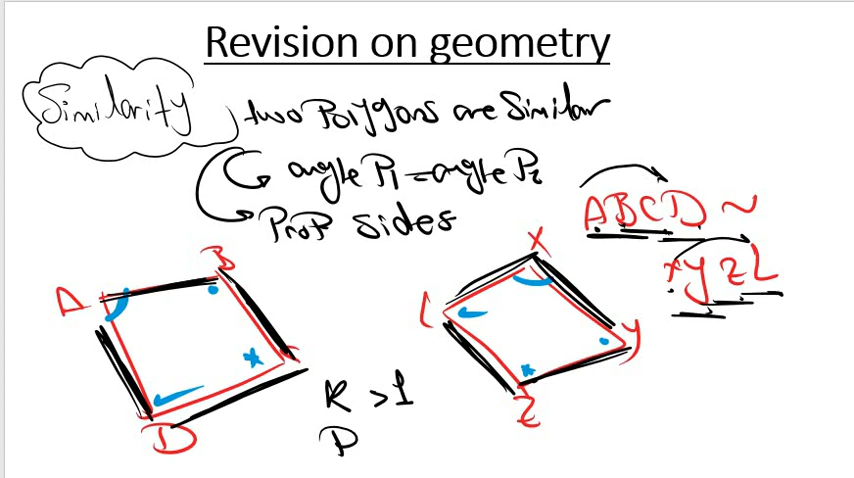 Revision on geometry
Similarity
two Polygons are Similar
angle P1 = angle P2
Prop sides
ABCD ~
xyzL
A
B
C
D
X
Y
Z
L
K > 1
P